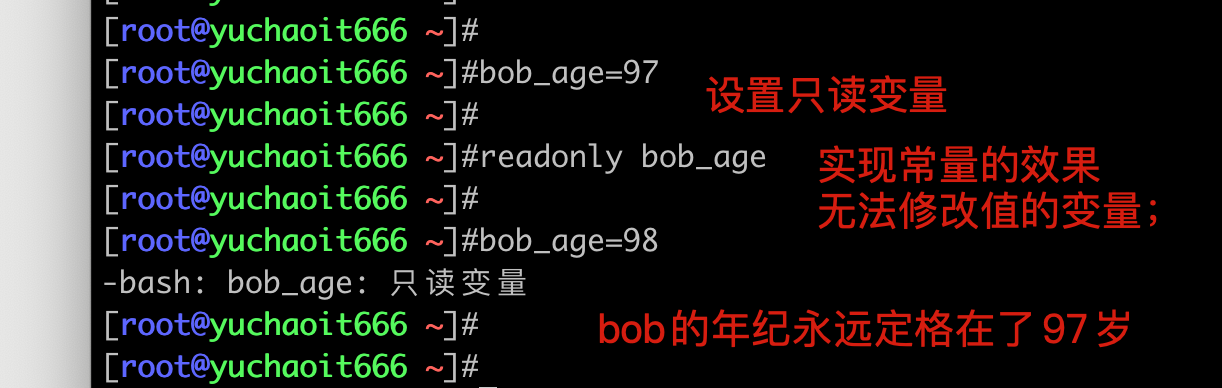 [root@yuchaoit666 ~]#
[root@yuchaoit666 ~]#bob_age=97
设置只读变量
[root@yuchaoit666 ~]#
[root@yuchaoit666 ~]#readonly bob_age
实现常量的效果
[root@yuchaoit666 ~]#
无法修改值的变量;
[root@yuchaoit666 ~]#bob_age=98
-bash: bob_age: 只读变量
[root@yuchaoit666 ~]#
bob的年纪永远定格在了97岁
[root@yuchaoit666 ~]#